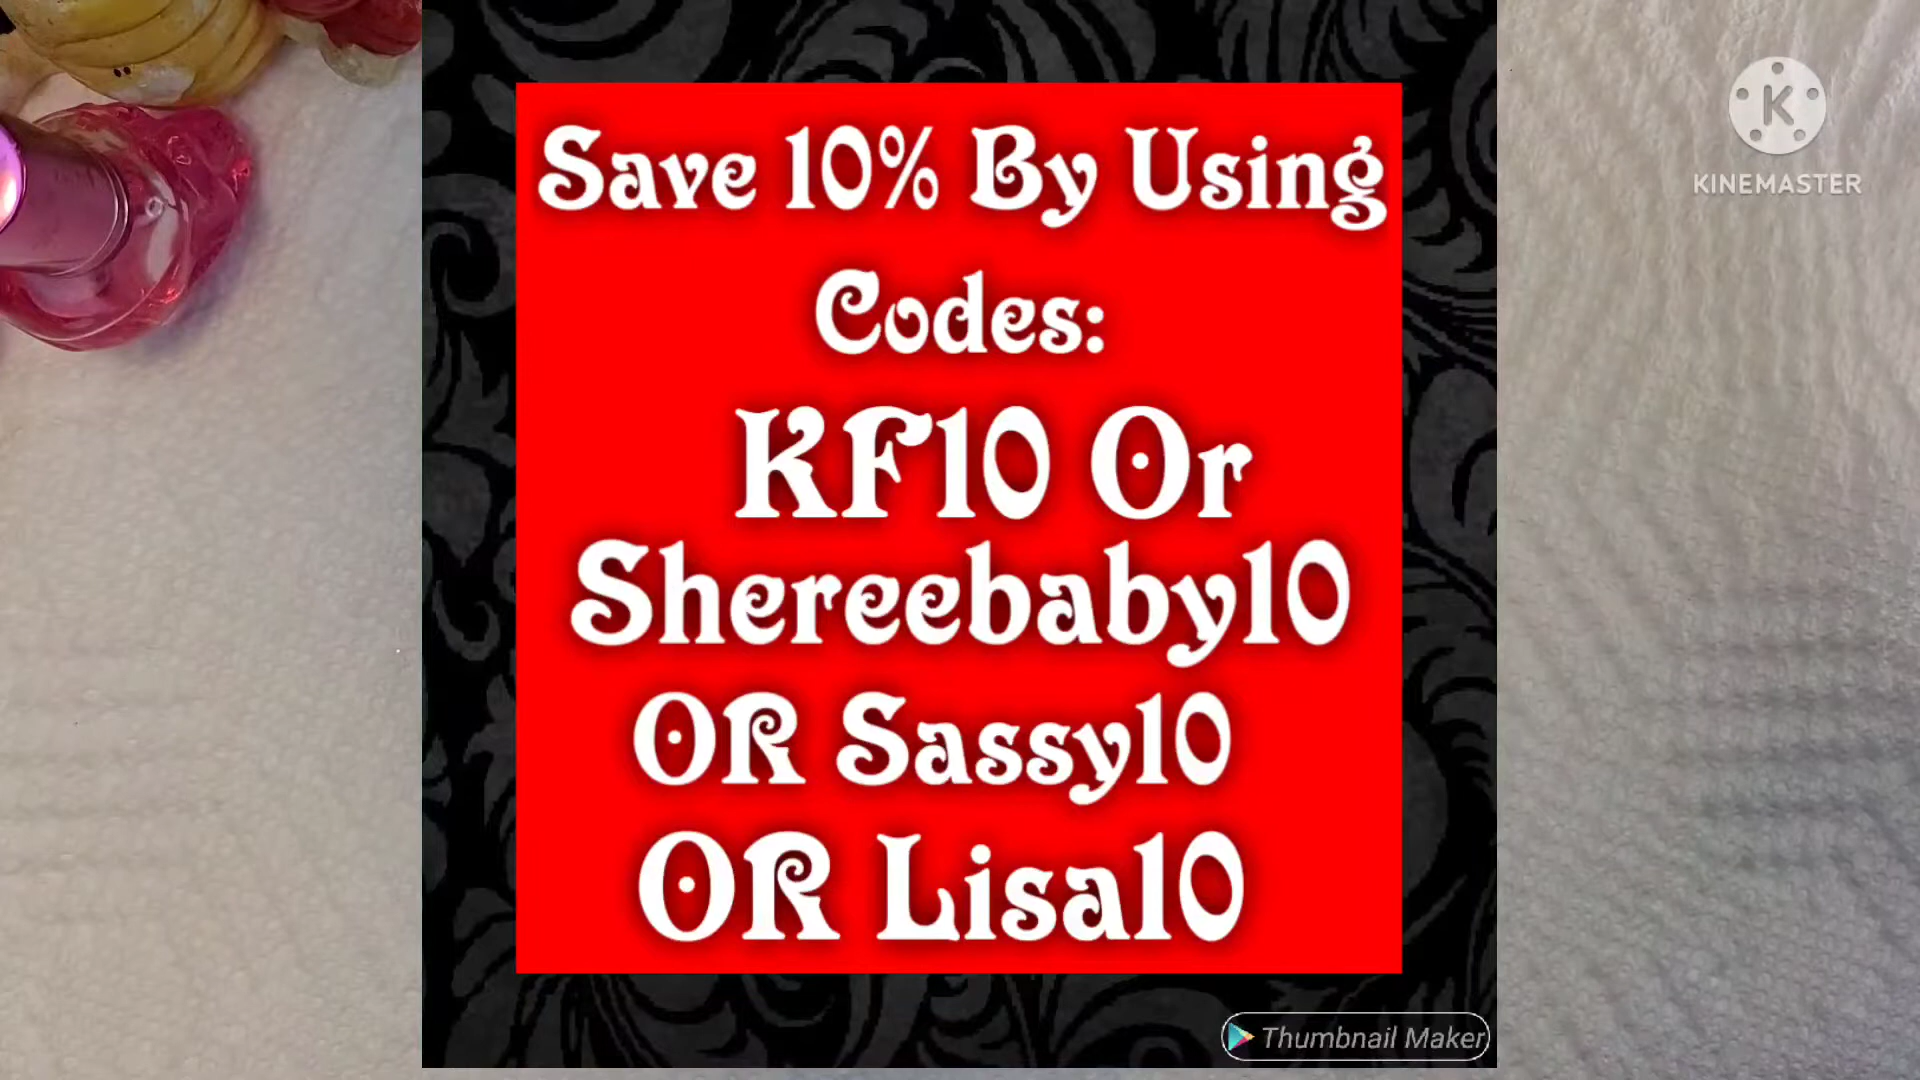 Save 10% By Using
Codes:
KF10 Or
Shereebaby10
OR Sassy10
OR Lisa10
KINEMASTER
Thumbnail Maker